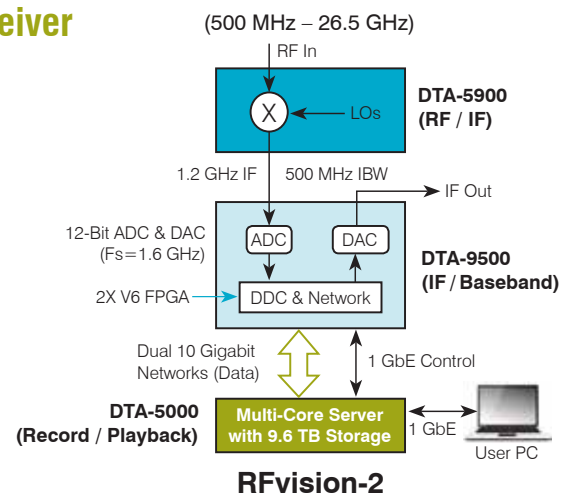 eiver
(500 MHz – 26.5 GHz)
RF In
X
LOs
DTA-5900
(RF / IF)
1.2 GHz IF
500 MHz IBW
IF Out
12-Bit ADC & DAC
(Fs=1.6 GHz)
ADC
DAC
DTA-9500
(IF / Baseband)
2X V6 FPGA
DDC & Network
Dual 10 Gigabit
Networks (Data)
1 GbE Control
DTA-5000
(Record / Playback)
Multi-Core Server
with 9.6 TB Storage
1 GbE
User PC
RFvision-2